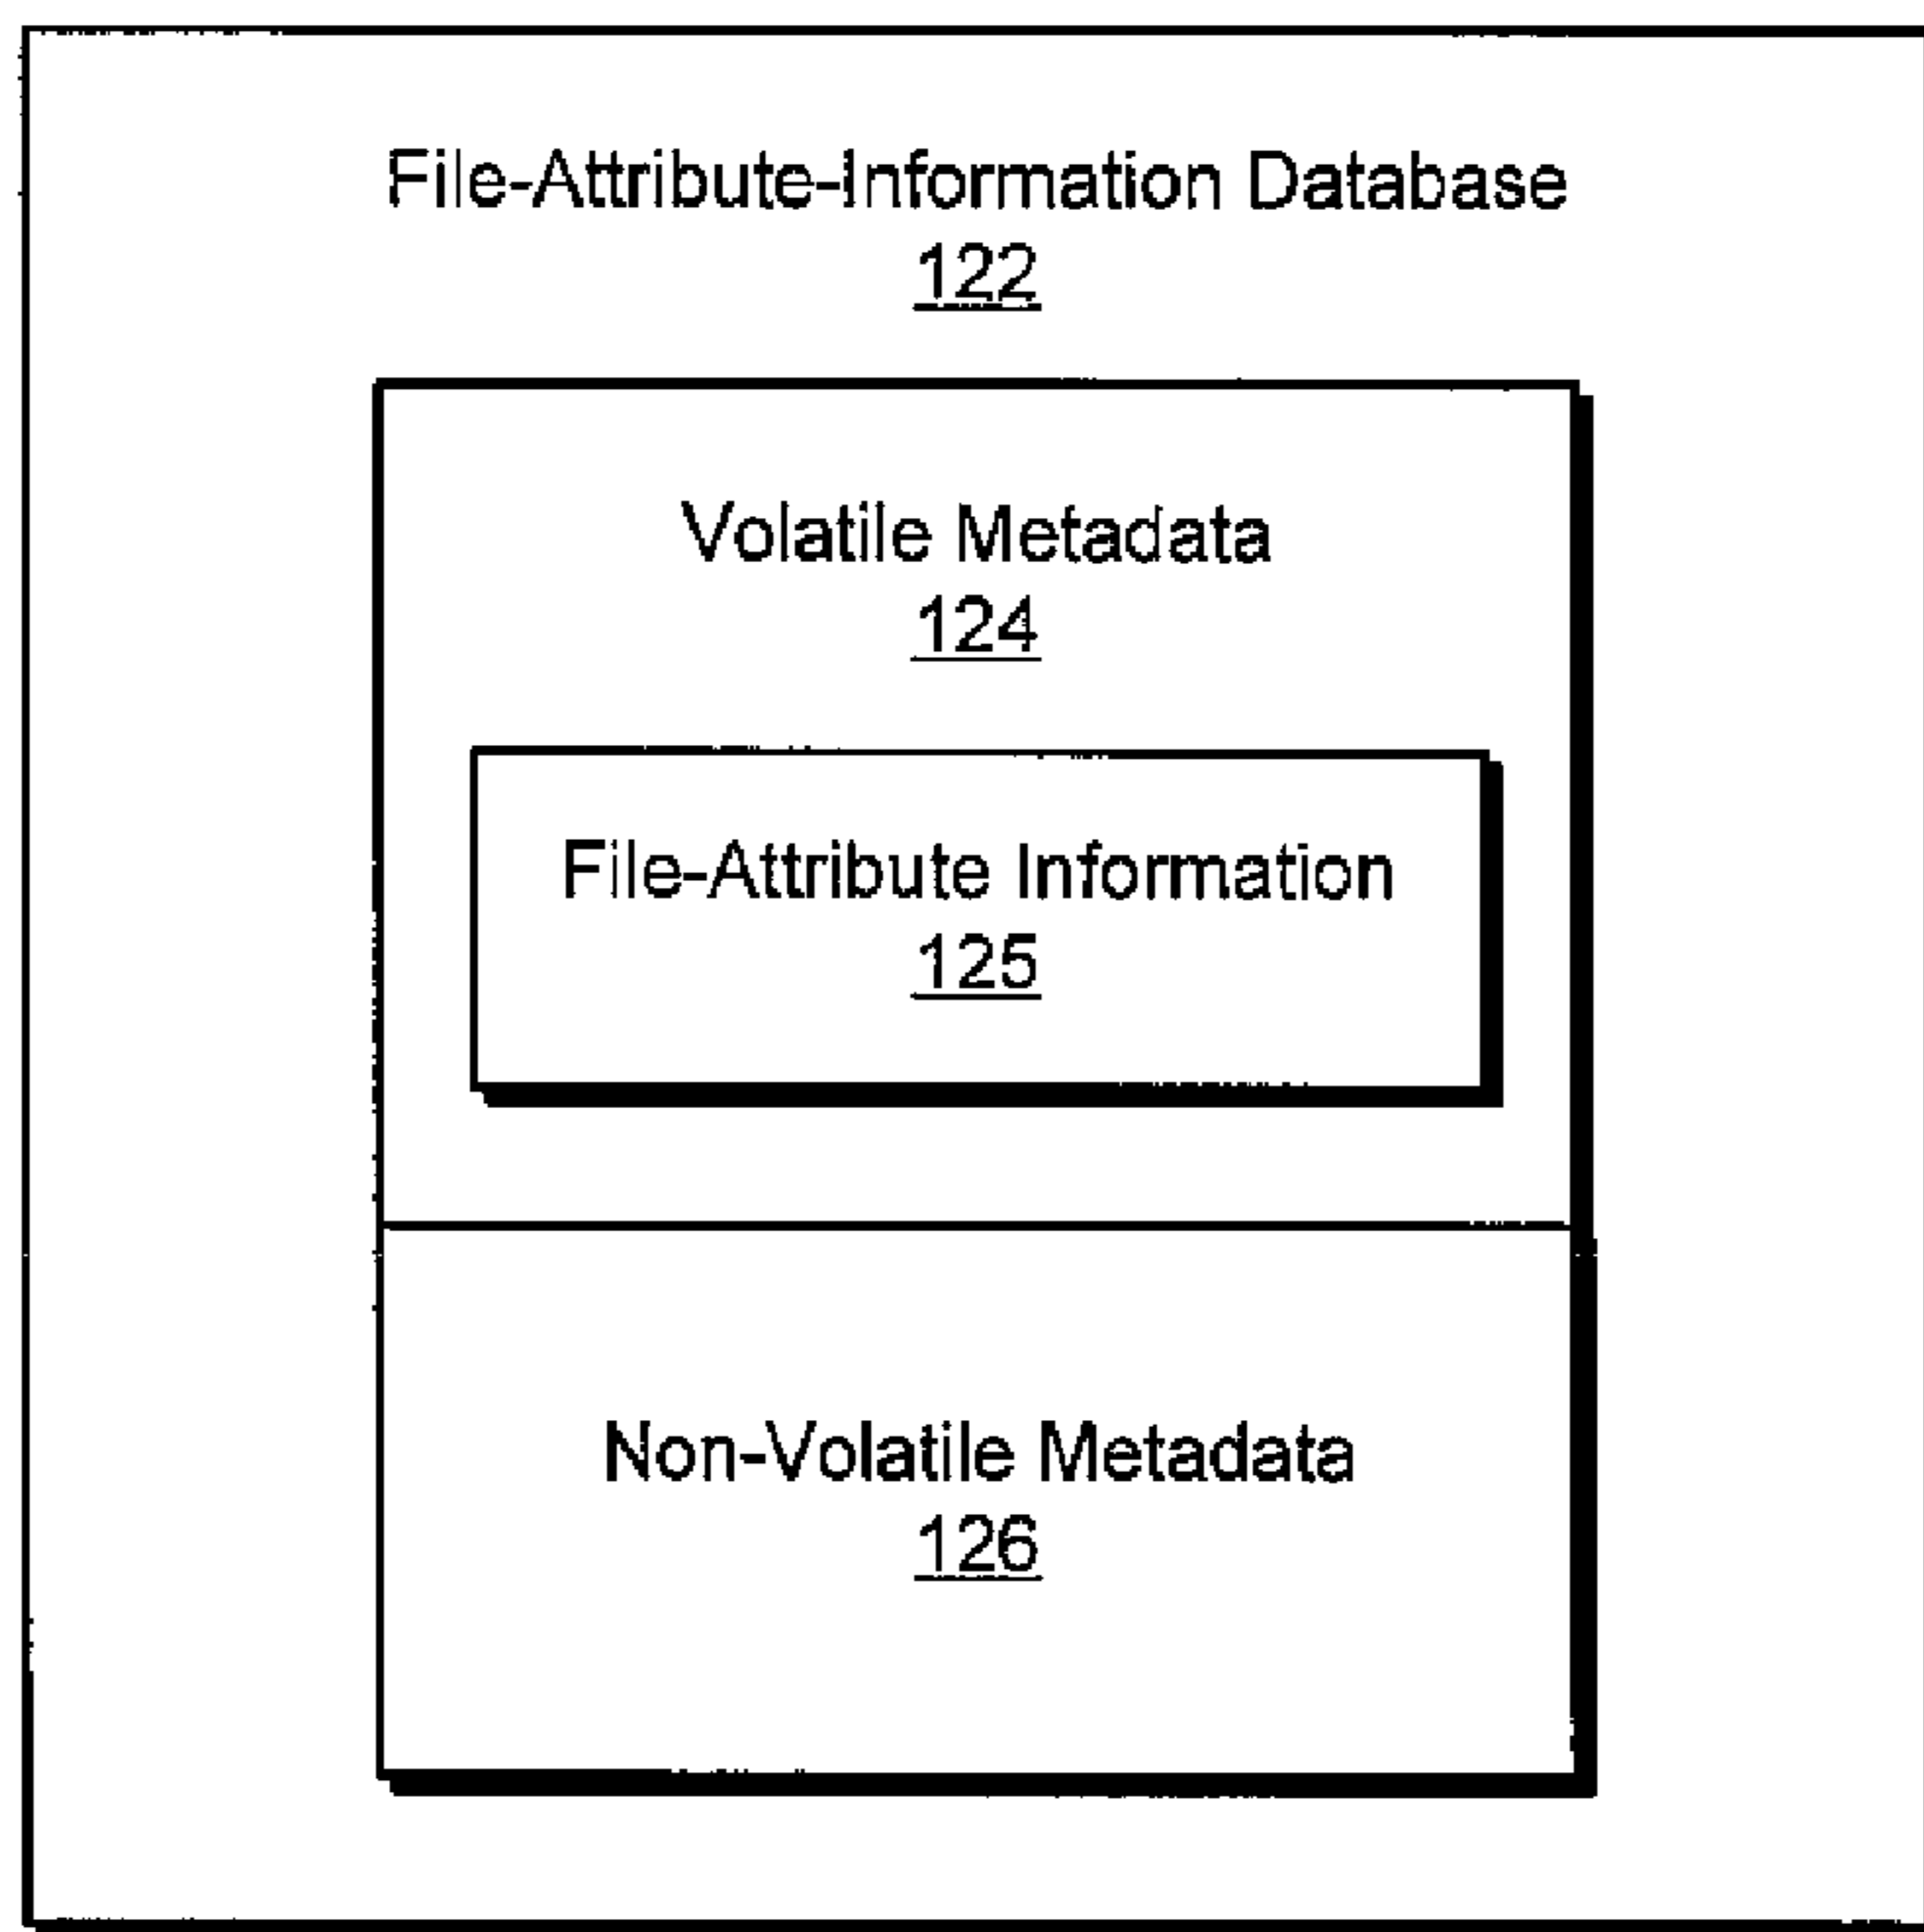 File-Attribute-Information Database
122
Volatile Metadata
124
File-Attribute Information
125
Non-Volatile Metadata
126